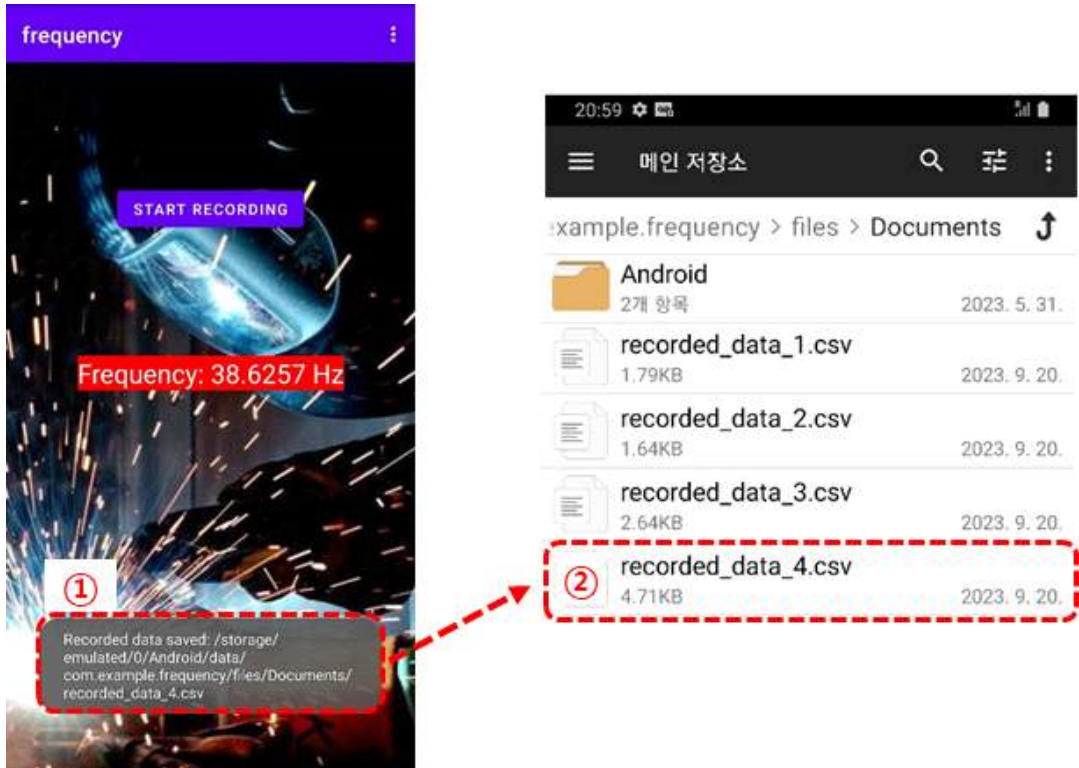 frequency
START RECORDING
Frequency: 38.6257 Hz
①
Recorded data saved: /storage/
emulated/0/Android/data/
com.example.frequency/files/Documents/
recorded_data_4.csv
20:59
메인 저장소
example.frequency > files > Documents
Android
2개 항목
2023. 5. 31.
recorded_data_1.csv
1.79KB
2023. 9. 20.
recorded_data_2.csv
1.64KB
2023. 9. 20.
recorded_data_3.csv
2.64KB
2023. 9. 20.
②
recorded_data_4.csv
4.71KB
2023. 9. 20.